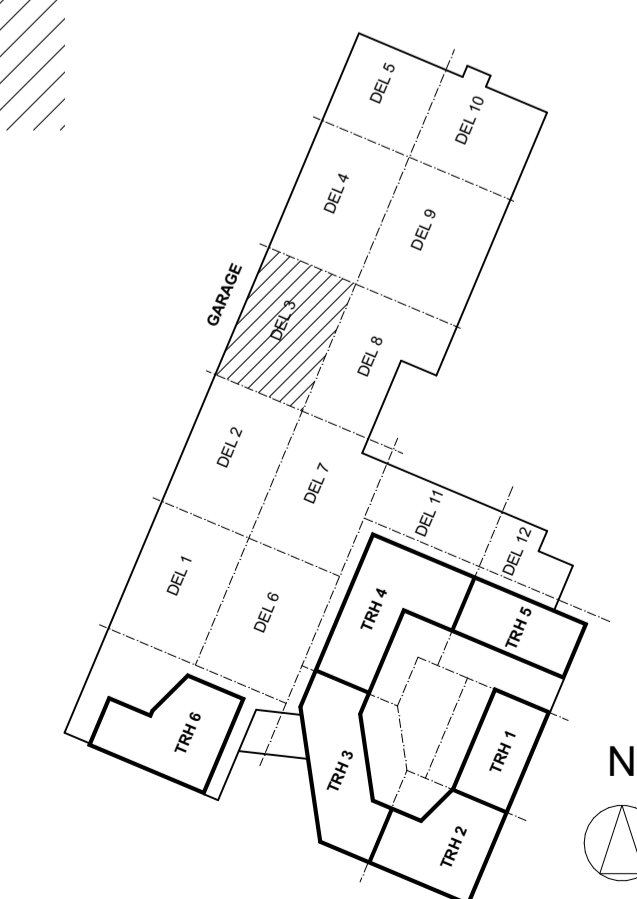 DEL 5
DEL 10
DEL 4
DEL 9
GARAGE
DEL 3
DEL 8
DEL 2
DEL 7
DEL 11
DEL 12
DEL 1
DEL 6
TRH 4
TRH 5
TRH 6
TRH 3
TRH 1
TRH 2
N